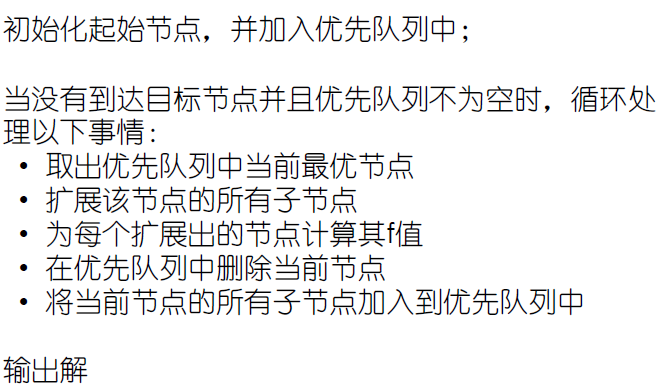 初始化起始节点，并加入优先队列中；
当没有到达目标节点并且优先队列不为空时，循环处
理以下事情：
• 取出优先队列中当前最优节点
• 扩展该节点的所有子节点
• 为每个扩展出的节点计算其f值
• 在优先队列中删除当前节点
• 将当前节点的所有子节点加入到优先队列中
输出解